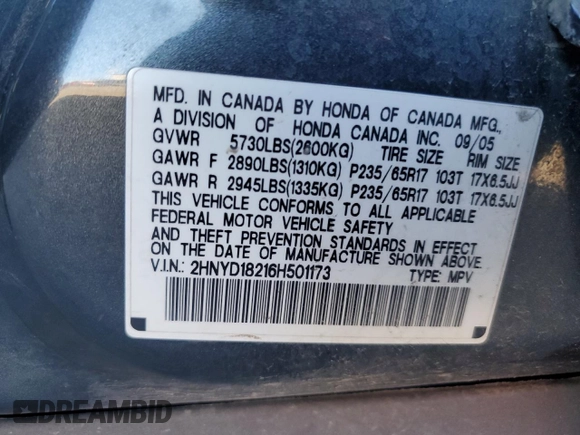 MFD. IN CANADA BY HONDA OF CANADA MFG.,
A DIVISION OF HONDA CANADA INC. 09/05
GVWR 5730LBS(2600KG) TIRE SIZE RIM SIZE
GAWR F 2890LBS(1310KG) P235/65R17 103T 17X6.5JJ
GAWR R 2945LBS(1335KG) P235/65R17 103T 17X6.5JJ
THIS VEHICLE CONFORMS TO ALL APPLICABLE
FEDERAL MOTOR VEHICLE SAFETY
AND THEFT PREVENTION STANDARDS IN EFFECT
ON THE DATE OF MANUFACTURE SHOWN ABOVE.
V.I.N.: 2HNYD18216H501173 TYPE: MPV
DREAMBID